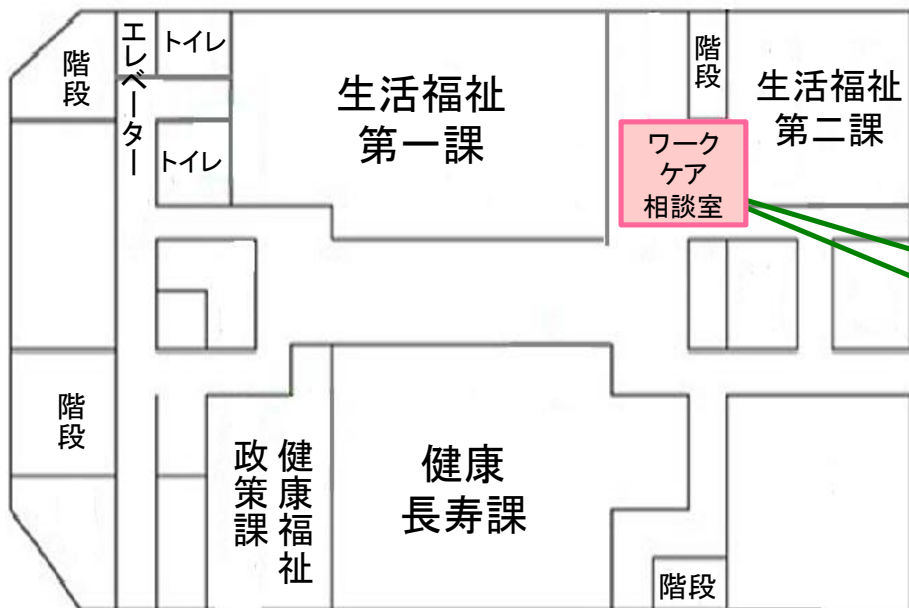 階段
エレベーター
トイレ
トイレ
生活福祉
第一課
階段
生活福祉
第二課
ワーク
ケア
相談室
階段
健康福祉
政策課
健康
長寿課
階段